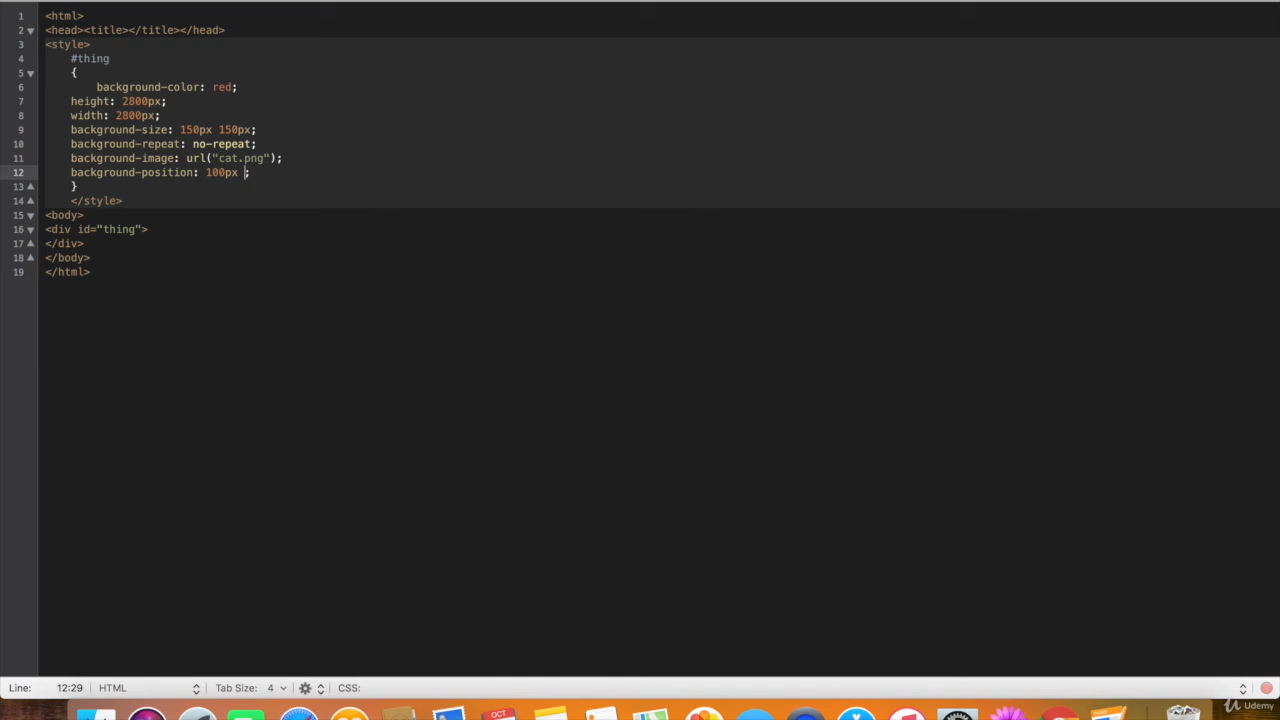 1 <html>
2 <head><title></title></head>
3 <style>
4 #thing
5 {
6 background-color: red;
7 height: 2800px;
8 width: 2800px;
9 background-size: 150px 150px;
10 background-repeat: no-repeat;
11 background-image: url("cat.png");
12 background-position: 100px ;
13 }
14 </style>
15 <body>
16 <div id="thing">
17 </div>
18 </body>
19 </html>
Line: 12:29 HTML Tab Size: 4 CSS:
OCT
Udemy